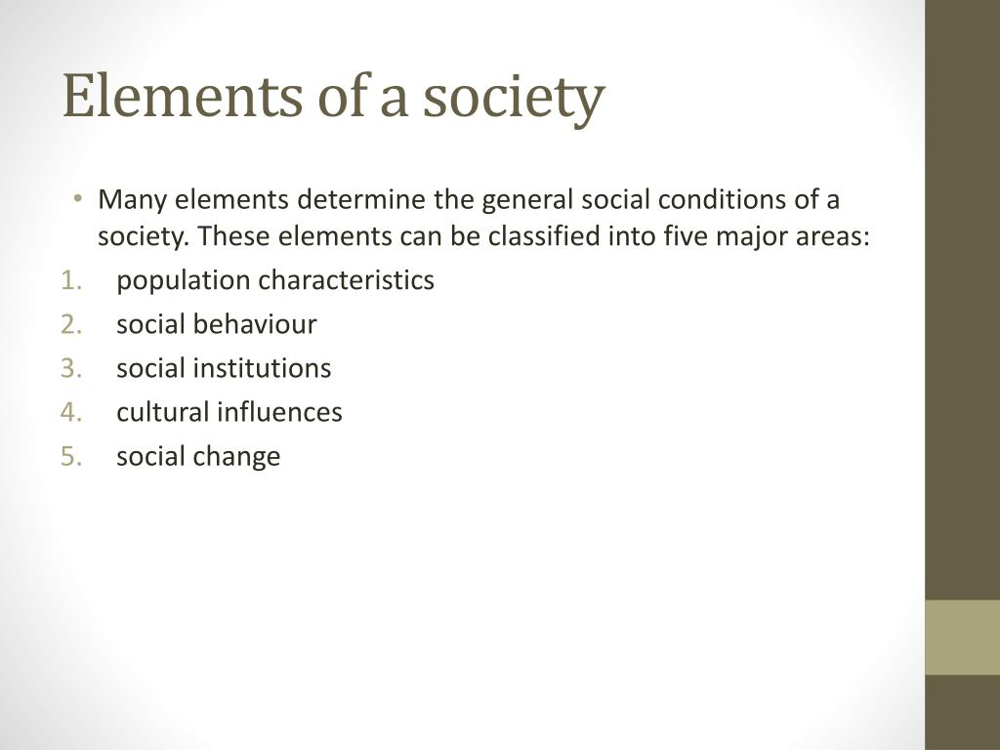 Elements of a society
• Many elements determine the general social conditions of a
society. These elements can be classified into five major areas:
1. population characteristics
2. social behaviour
3. social institutions
4. cultural influences
5. social change